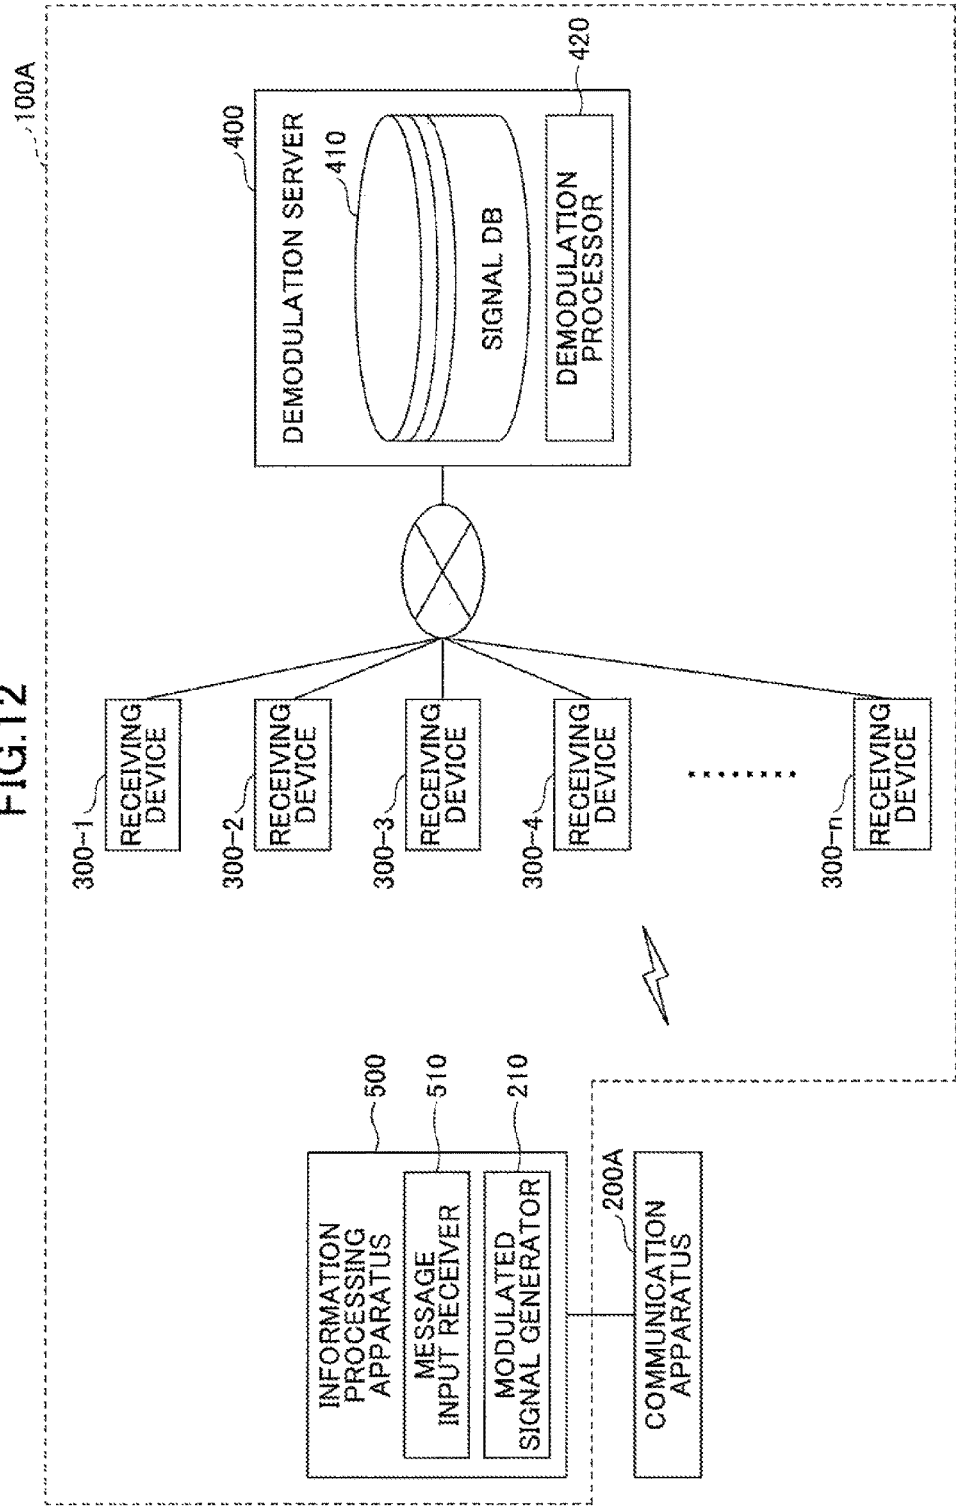 FIG.12
100A
400
DEMODULATION SERVER
410
SIGNAL DB
DEMODULATION
PROCESSOR
420
300-1
RECEIVING
DEVICE
300-2
RECEIVING
DEVICE
300-3
RECEIVING
DEVICE
300-4
RECEIVING
DEVICE
300-n
RECEIVING
DEVICE
500
INFORMATION
PROCESSING
APPARATUS
510
MESSAGE
INPUT RECEIVER
210
MODULATED
SIGNAL GENERATOR
200A
COMMUNICATION
APPARATUS